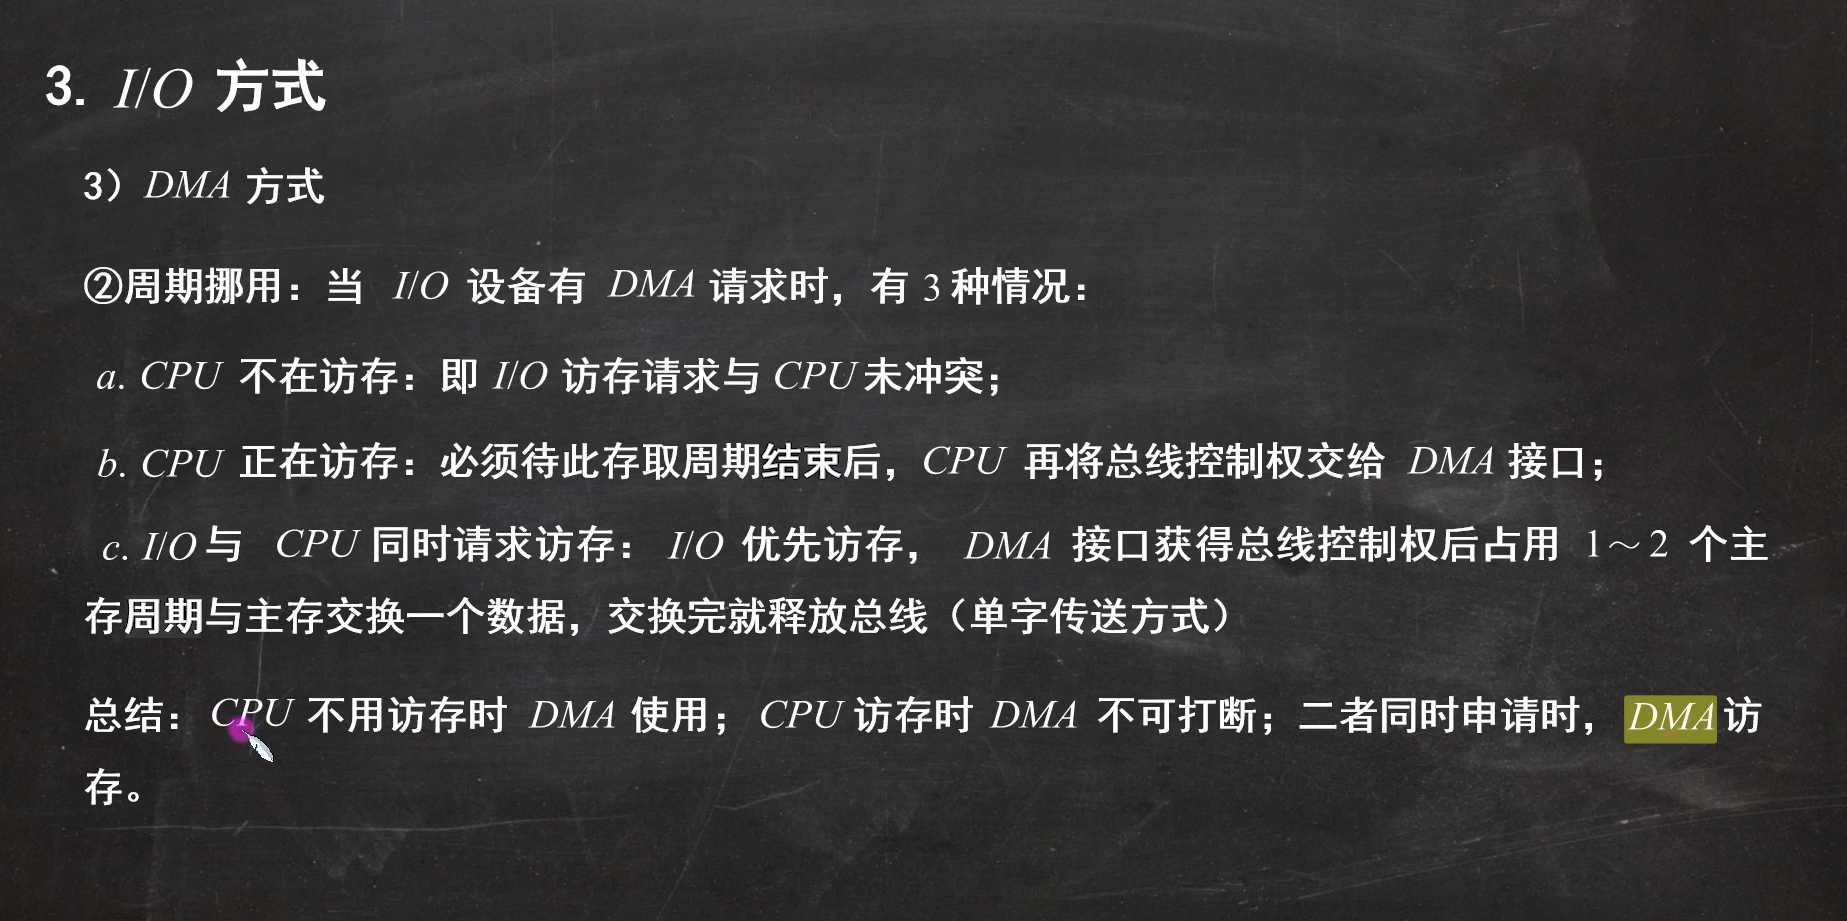 3. I/O 方式
3）DMA 方式
②周期挪用：当 I/O 设备有 DMA 请求时，有 3 种情况：
a. CPU 不在访存：即 I/O 访存请求与 CPU 未冲突；
b. CPU 正在访存：必须待此存取周期结束后，CPU 再将总线控制权交给 DMA 接口；
c. I/O 与 CPU 同时请求访存：I/O 优先访存，DMA 接口获得总线控制权后占用 1～2 个主
存周期与主存交换一个数据，交换完就释放总线（单字传送方式）
总结：CPU 不用访存时 DMA 使用；CPU 访存时 DMA 不可打断；二者同时申请时，DMA 访
存。